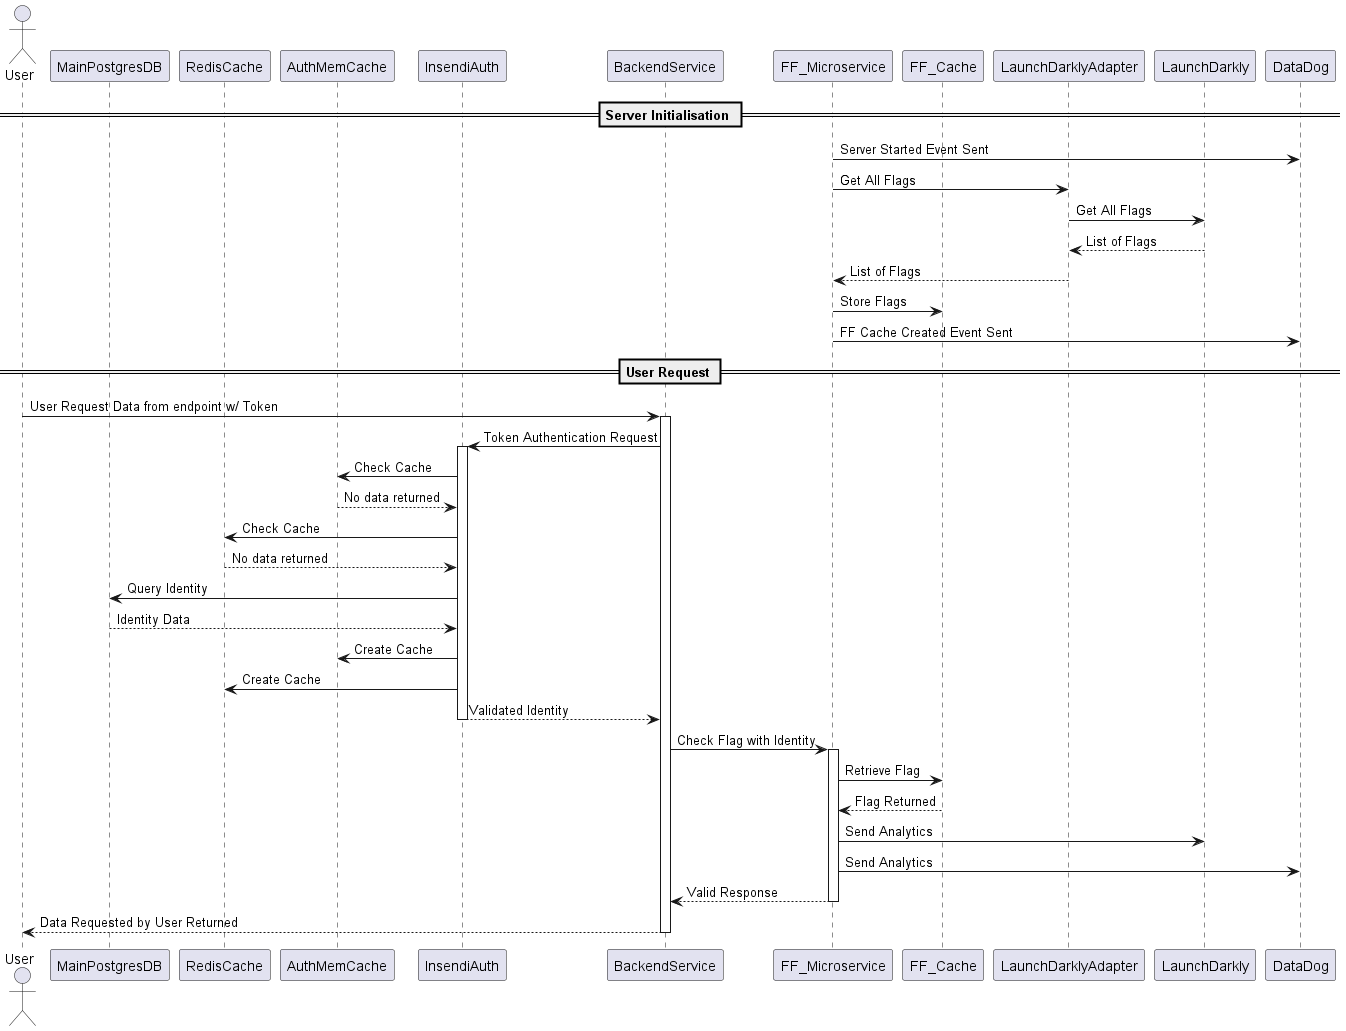 User
MainPostgresDB
RedisCache
AuthMemCache
InsendiAuth
BackendService
FF_Microservice
FF_Cache
LaunchDarklyAdapter
LaunchDarkly
DataDog
Server Initialisation
Server Started Event Sent
Get All Flags
Get All Flags
List of Flags
List of Flags
Store Flags
FF Cache Created Event Sent
User Request
User Request Data from endpoint w/ Token
Token Authentication Request
Check Cache
No data returned
Check Cache
No data returned
Query Identity
Identity Data
Create Cache
Create Cache
Validated Identity
Check Flag with Identity
Retrieve Flag
Flag Returned
Send Analytics
Send Analytics
Valid Response
Data Requested by User Returned
User
MainPostgresDB
RedisCache
AuthMemCache
InsendiAuth
BackendService
FF_Microservice
FF_Cache
LaunchDarklyAdapter
LaunchDarkly
DataDog